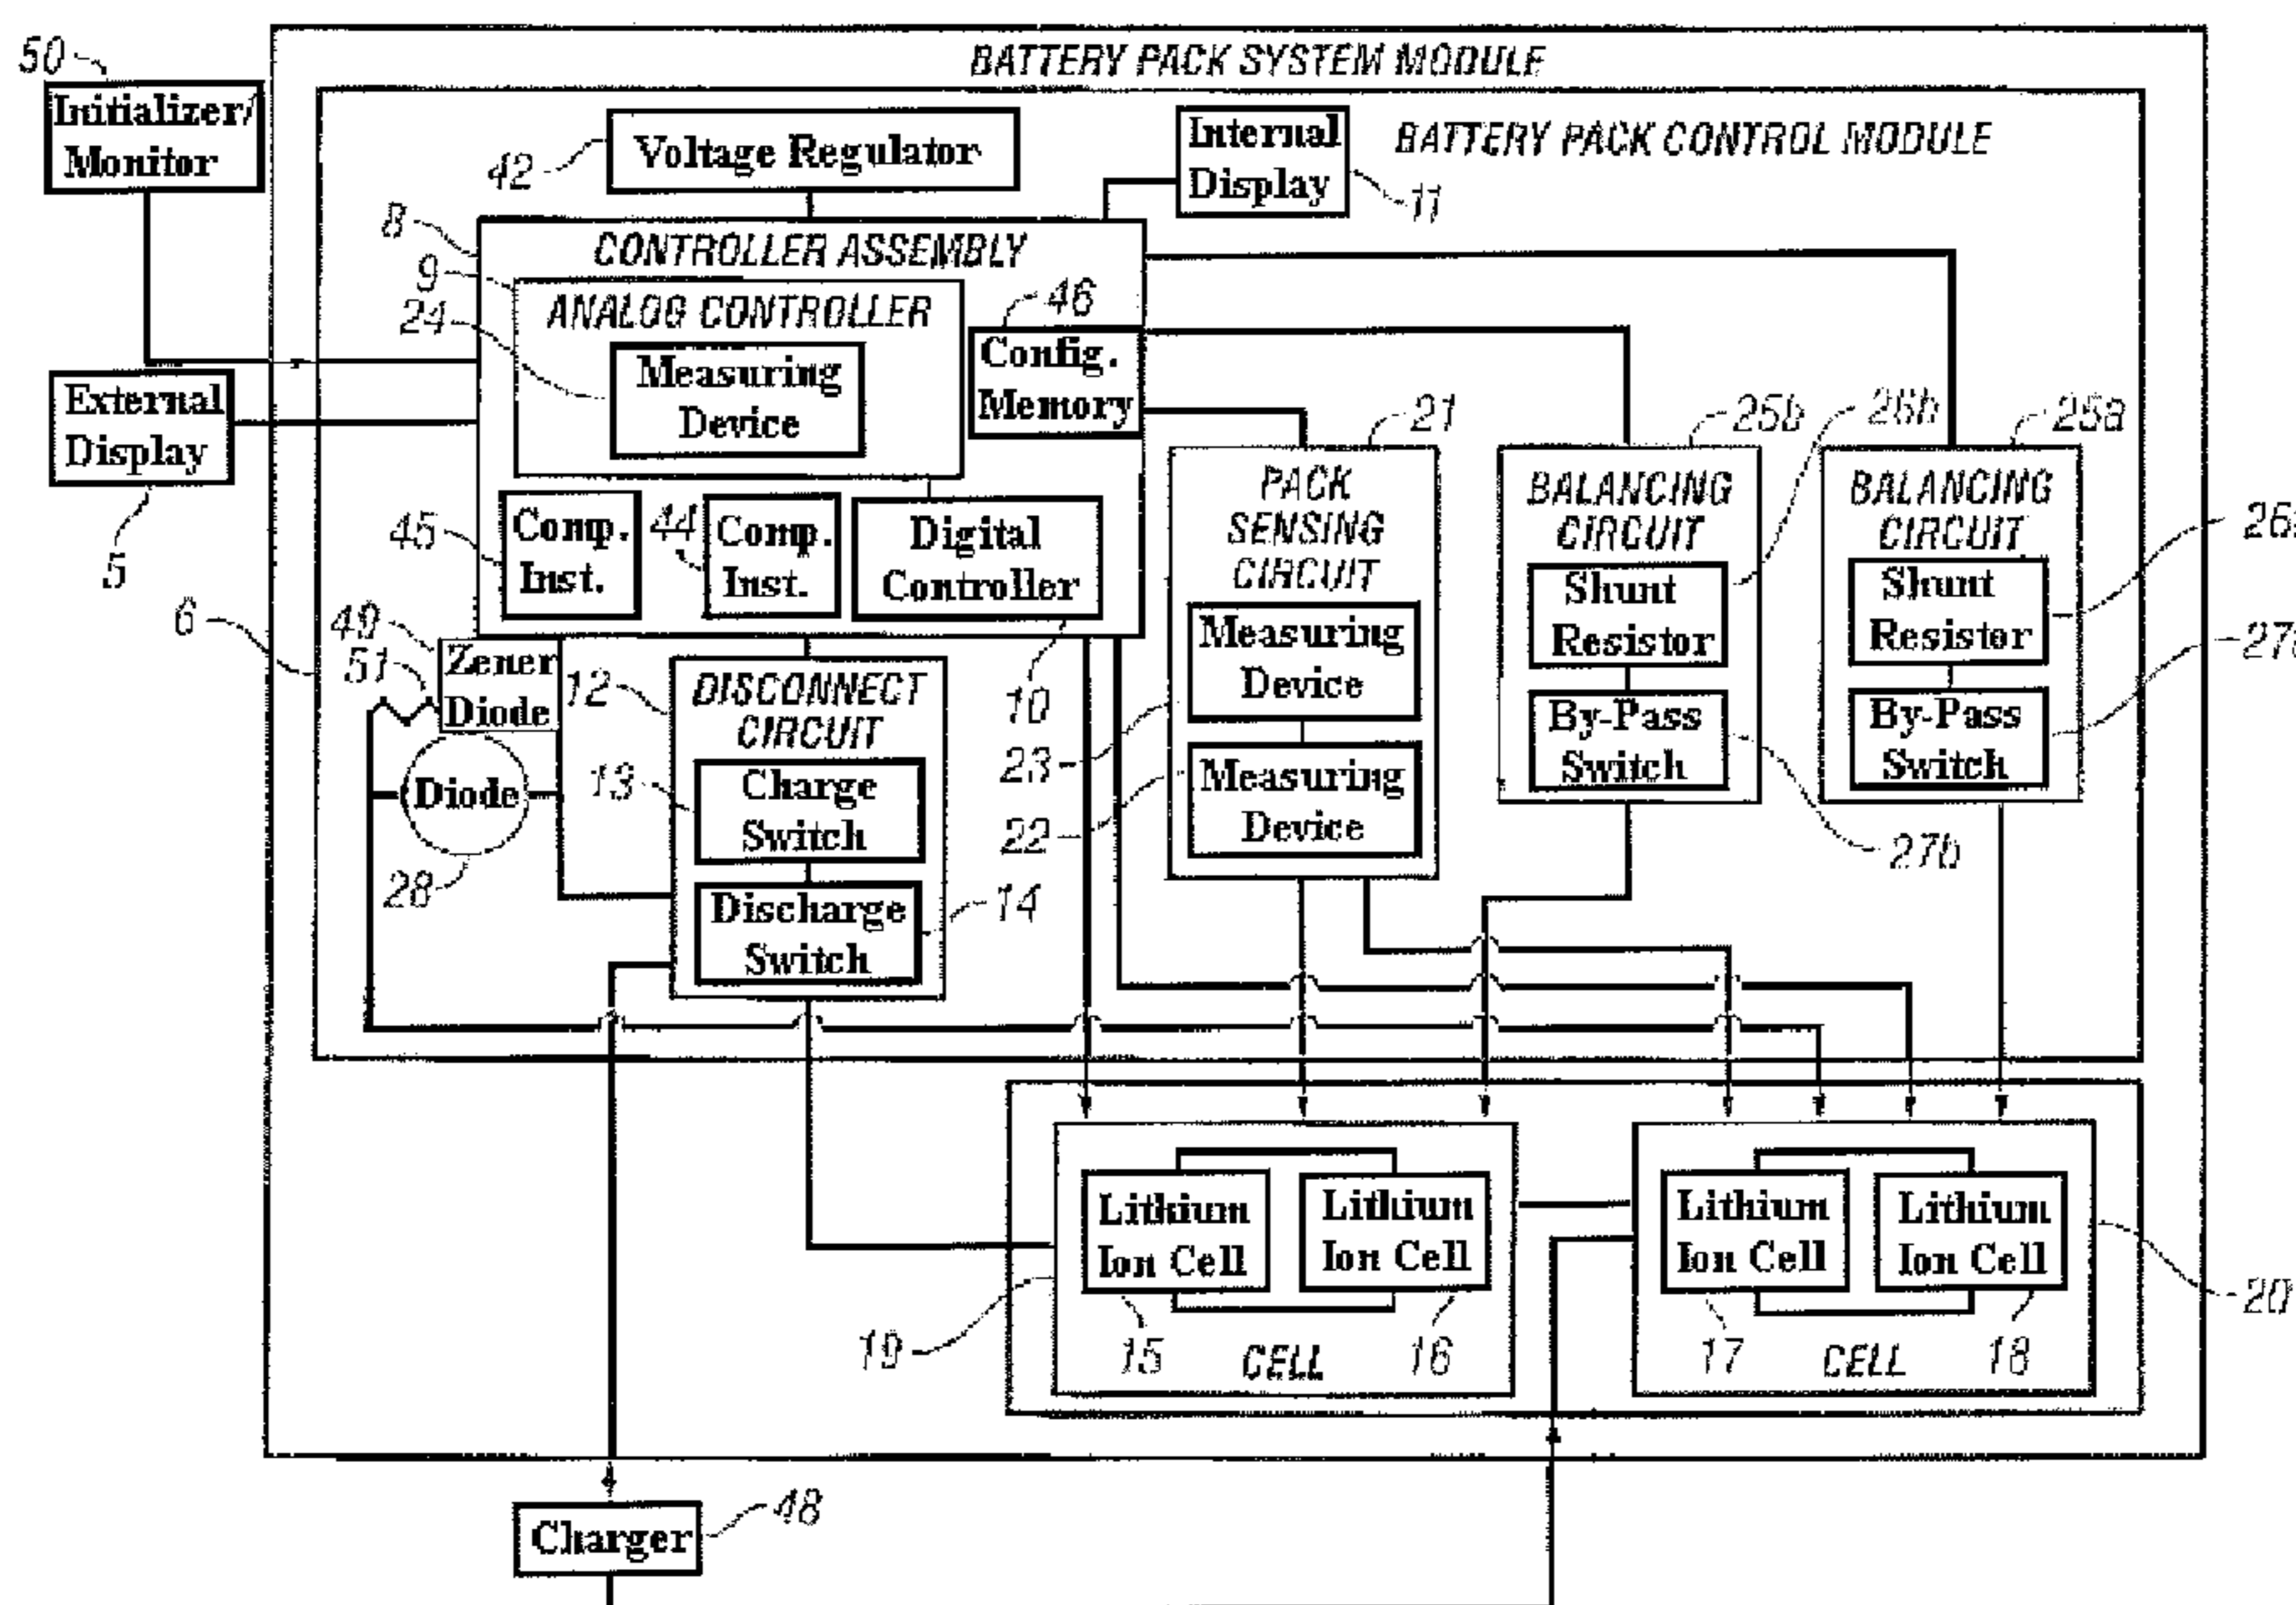 BATTERY PACK SYSTEM MODULE
50
Initializer/
Monitor
42
Voltage Regulator
Internal
Display
11
BATTERY PACK CONTROL MODULE
8
CONTROLLER ASSEMBLY
9
ANALOG CONTROLLER
24
Measuring
Device
46
Config.
Memory
External
Display
5
21
PACK
SENSING
CIRCUIT
Measuring
Device
23
Measuring
Device
22
25b
26b
BALANCING
CIRCUIT
Shunt
Resistor
By-Pass
Switch
27b
25a
BALANCING
CIRCUIT
Shunt
Resistor
By-Pass
Switch
45
Comp.
Inst.
44
Comp.
Inst.
Digital
Controller
10
6
49
51
Zener
Diode
Diode
28
12
DISCONNECT
CIRCUIT
13
Charge
Switch
Discharge
Switch
14
19
Lithium
Ion Cell
15
Lithium
Ion Cell
16
CELL
Lithium
Ion Cell
17
Lithium
Ion Cell
18
CELL
20
Charger
48